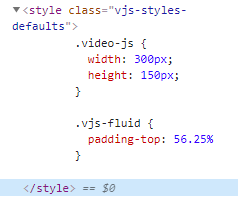 ▼<style class="vjs-styles-
defaults">
.video-js {
width: 300px;
height: 150px;
}
.vjs-fluid {
padding-top: 56.25%
}
</style> == $0